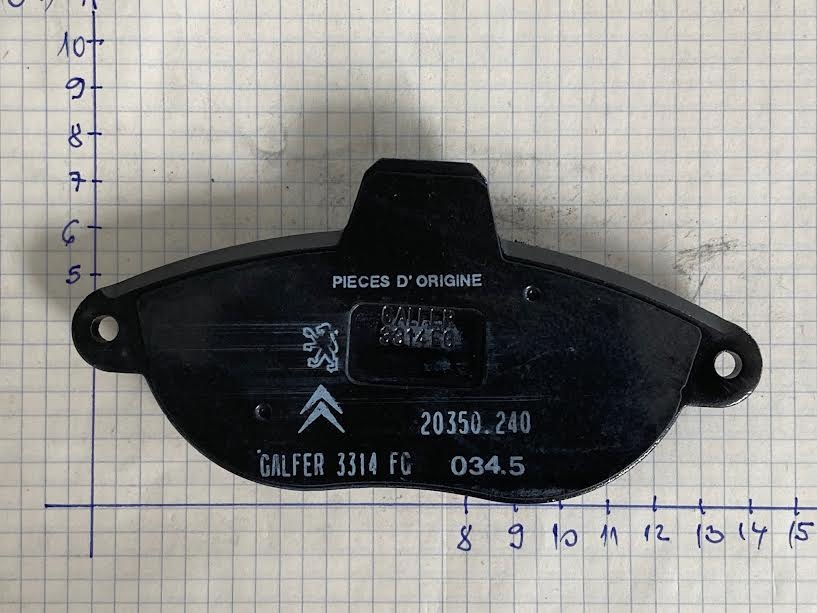 10
9
8
7
6
5
PIECES D' ORIGINE
GALFER
3314 FG
20350.240
GALFER 3314 FG 034.5
8 9 10 11 12 13 14 15